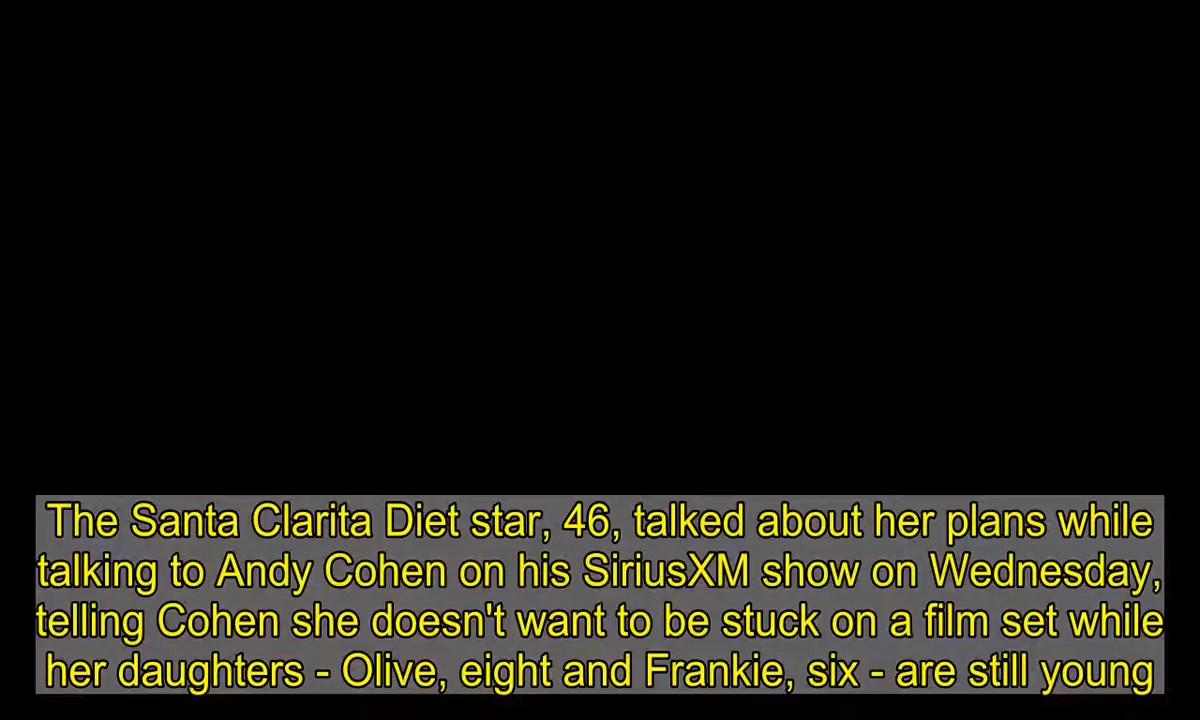 The Santa Clarita Diet star, 46, talked about her plans while
talking to Andy Cohen on his SiriusXM show on Wednesday,
telling Cohen she doesn't want to be stuck on a film set while
her daughters - Olive, eight and Frankie, six - are still young